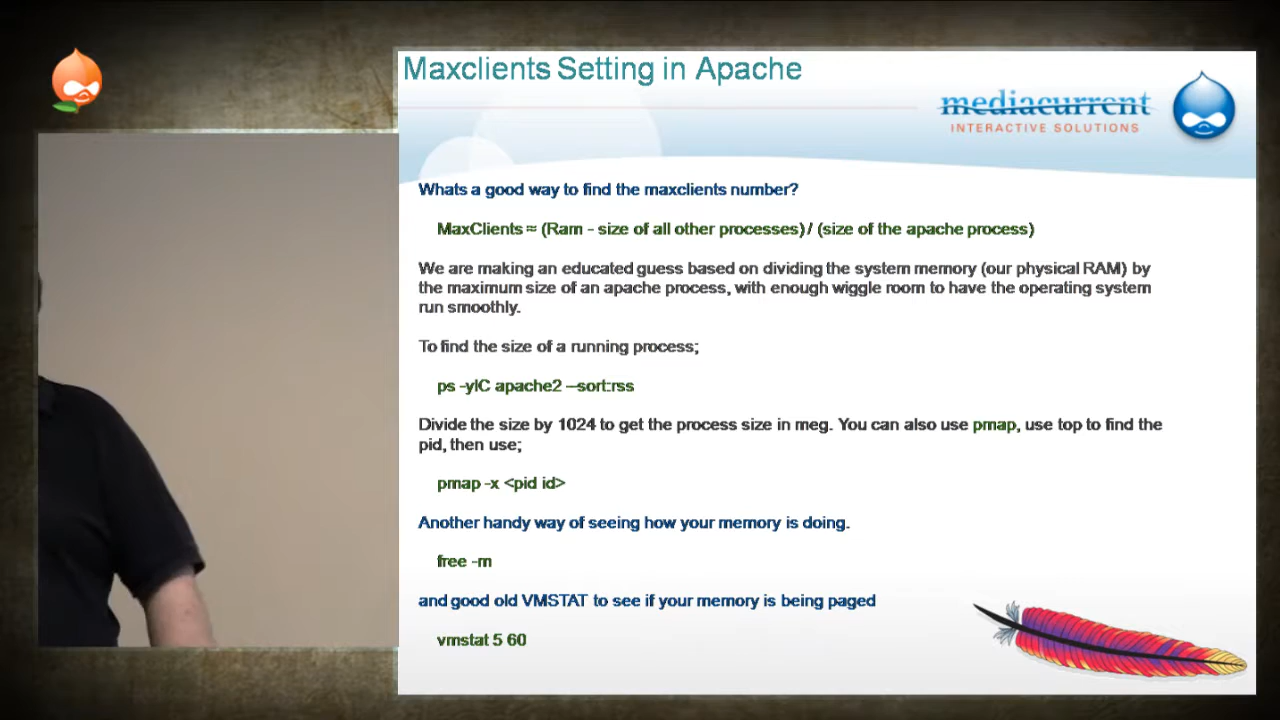 Maxclients Setting in Apache
mediacurrent
INTERACTIVE SOLUTIONS
Whats a good way to find the maxclients number?
MaxClients ≈ (Ram - size of all other processes) / (size of the apache process)
We are making an educated guess based on dividing the system memory (our physical RAM) by
the maximum size of an apache process, with enough wiggle room to have the operating system
run smoothly.
To find the size of a running process;
ps -ylC apache2 --sort:rss
Divide the size by 1024 to get the process size in meg. You can also use pmap, use top to find the
pid, then use;
pmap -x <pid id>
Another handy way of seeing how your memory is doing.
free -m
and good old VMSTAT to see if your memory is being paged
vmstat 5 60